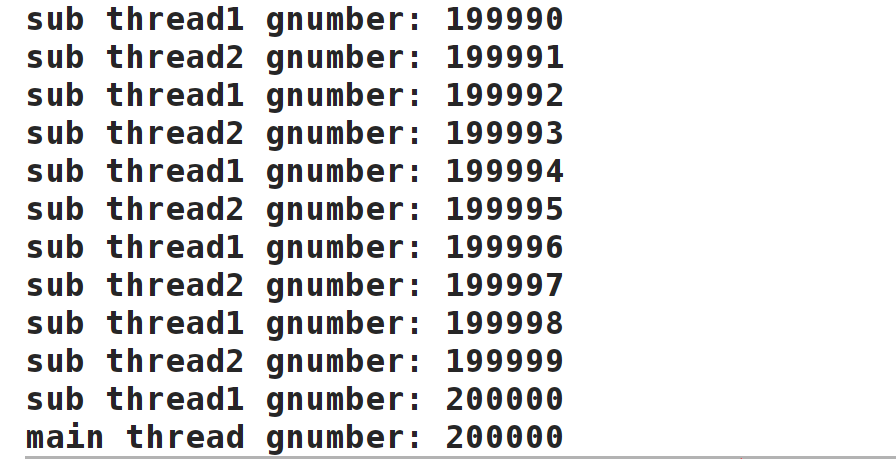 sub thread1 gnumber: 199990
sub thread2 gnumber: 199991
sub thread1 gnumber: 199992
sub thread2 gnumber: 199993
sub thread1 gnumber: 199994
sub thread2 gnumber: 199995
sub thread1 gnumber: 199996
sub thread2 gnumber: 199997
sub thread1 gnumber: 199998
sub thread2 gnumber: 199999
sub thread1 gnumber: 200000
main thread gnumber: 200000